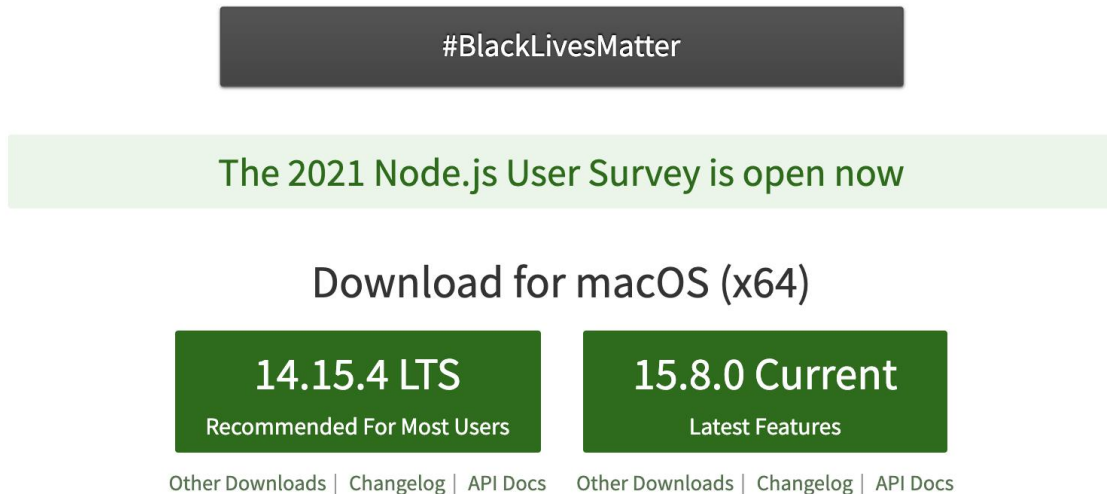 #BlackLivesMatter
The 2021 Node.js User Survey is open now
Download for macOS (x64)
14.15.4 LTS
Recommended For Most Users
15.8.0 Current
Latest Features
Other Downloads | Changelog | API Docs
Other Downloads | Changelog | API Docs